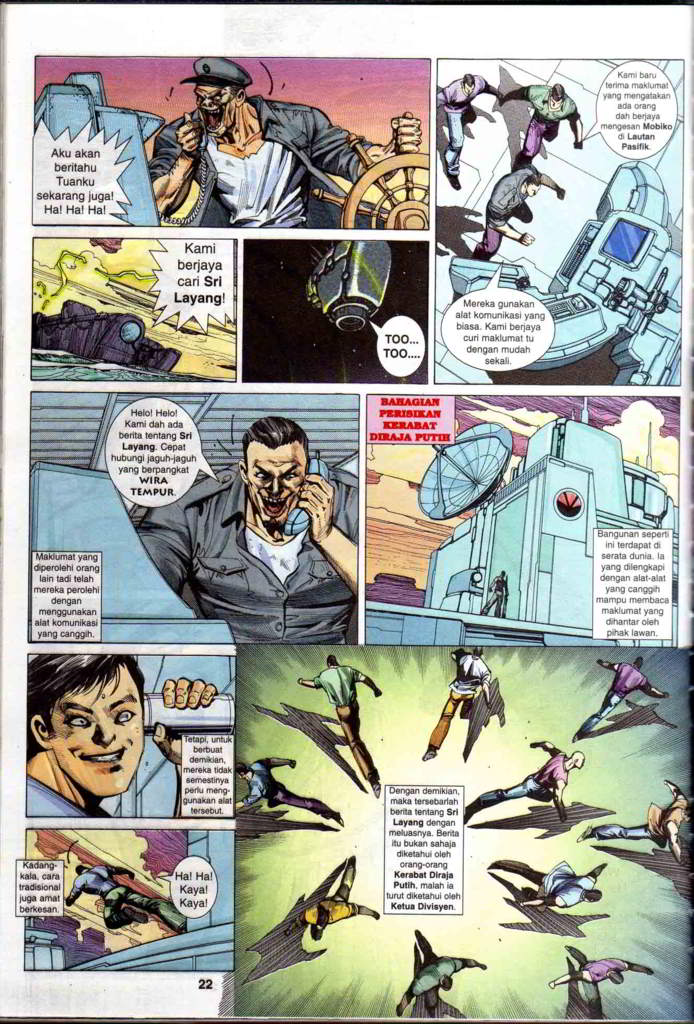 Aku akan
beritahu
Tuanku
sekarang juga!
Ha! Ha! Ha!
Kami baru
terima maklumat
yang mengatakan
ada orang
dah berjaya
mengesan Mobiko
di Lautan
Pasifik.
Kami
berjaya
cari Sri
Layang!
TOO...
TOO....
Mereka gunakan
alat komunikasi yang
biasa. Kami berjaya
curi maklumat tu
dengan mudah
sekali.
Helo! Helo!
Kami dah ada
berita tentang Sri
Layang. Cepat
hubungi jaguh-jaguh
yang berpangkat
WIRA
TEMPUR.
Maklumat yang
diperolehi orang
lain tadi telah
mereka perolehi
dengan
menggunakan
alat komunikasi
yang canggih.
BAHAGIAN
PERISIKAN
KERABAT
DIRAJA PUTIH
Bangunan seperti
ini terdapat di
serata dunia. Ia
yang dilengkapi
dengan alat-alat
yang canggih
mampu membaca
maklumat yang
dihantar oleh
pihak lawan.
Tetapi, untuk
berbuat
demikian,
mereka tidak
semestinya
perlu meng-
gunakan alat
tersebut.
Kadang-
kala, cara
tradisional
juga amat
berkesan.
Ha! Ha!
Kaya!
Kaya!
Dengan demikian,
maka tersebarlah
berita tentang Sri
Layang dengan
meluasnya. Berita
itu bukan sahaja
diketahui oleh
orang-orang
Kerabat Diraja
Putih, malah ia
turut diketahui oleh
Ketua Divisyen.
22